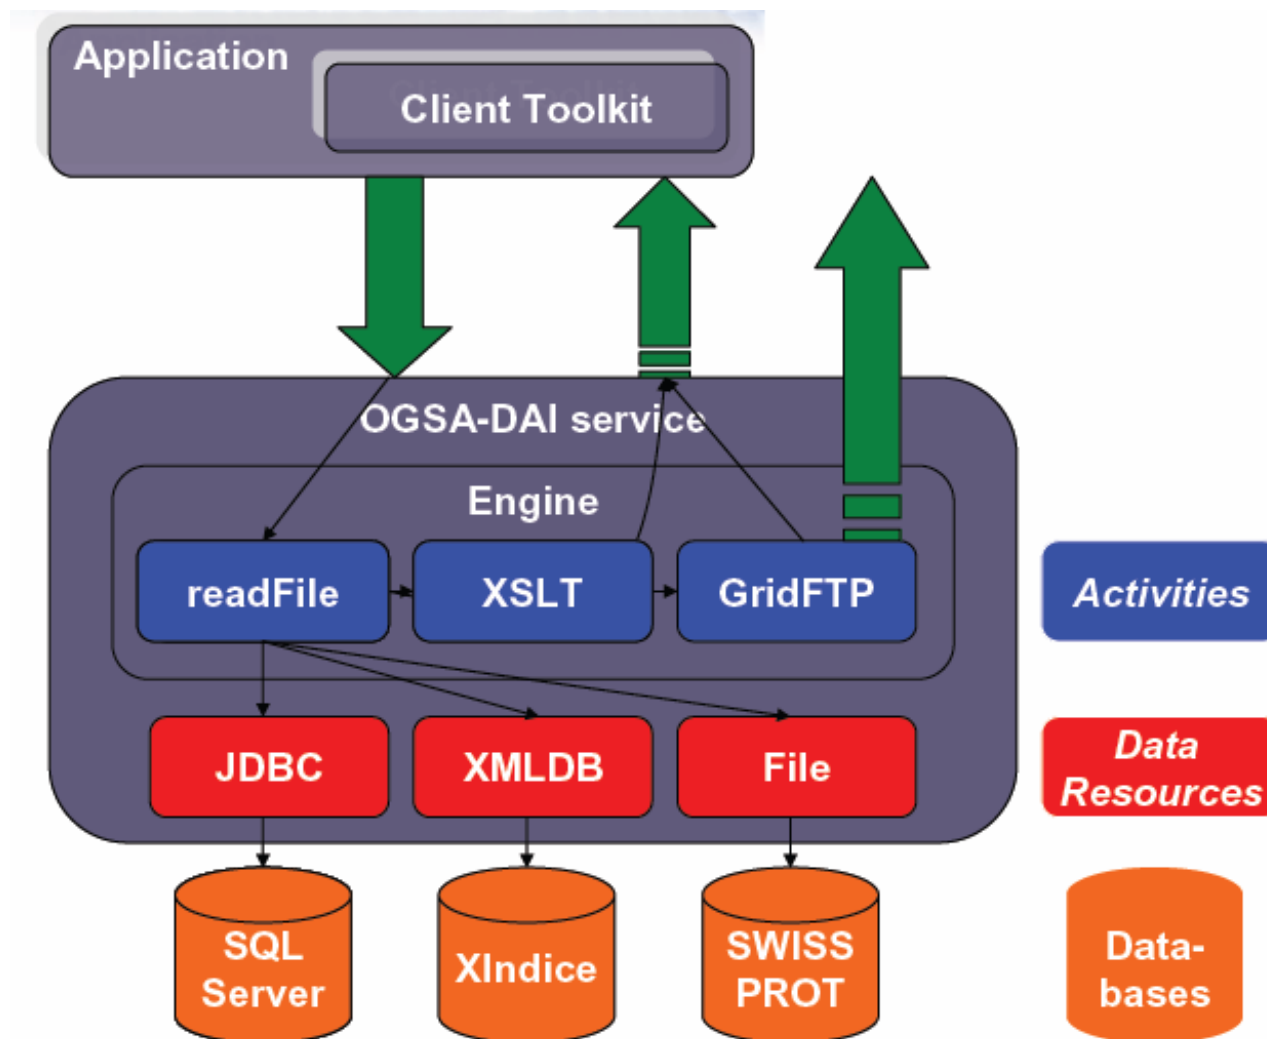 Application
Client Toolkit
OGSA-DAI service
Engine
readFile
XSLT
GridFTP
Activities
JDBC
XMLDB
File
Data
Resources
SQL
Server
XIndice
SWISS
PROT
Data-
bases